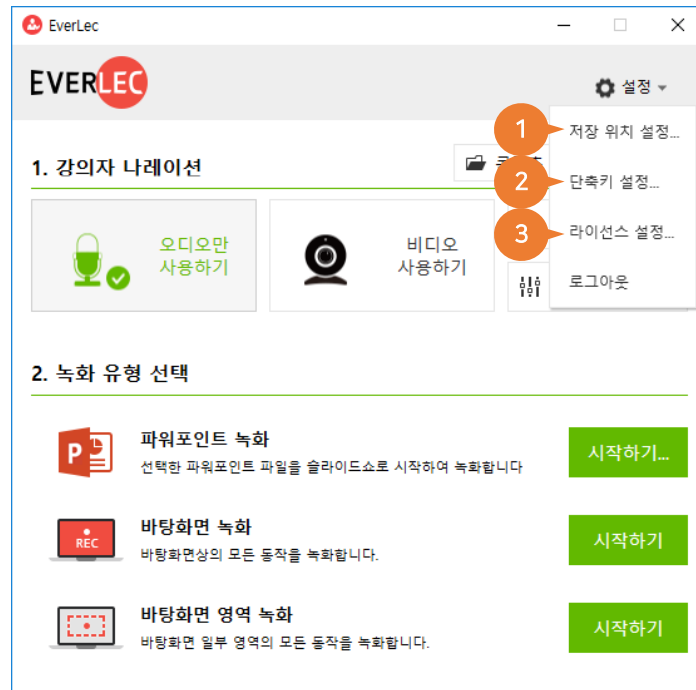 EverLec
EVERLEC
설정
1
저장 위치 설정...
1. 강의자 나레이션
2
단축키 설정...
오디오만
사용하기
비디오
사용하기
3
라이선스 설정...
로그아웃
2. 녹화 유형 선택
P
파워포인트 녹화
선택한 파워포인트 파일을 슬라이드쇼로 시작하여 녹화합니다
시작하기...
REC
바탕화면 녹화
바탕화면상의 모든 동작을 녹화합니다.
시작하기
바탕화면 영역 녹화
바탕화면 일부 영역의 모든 동작을 녹화합니다.
시작하기